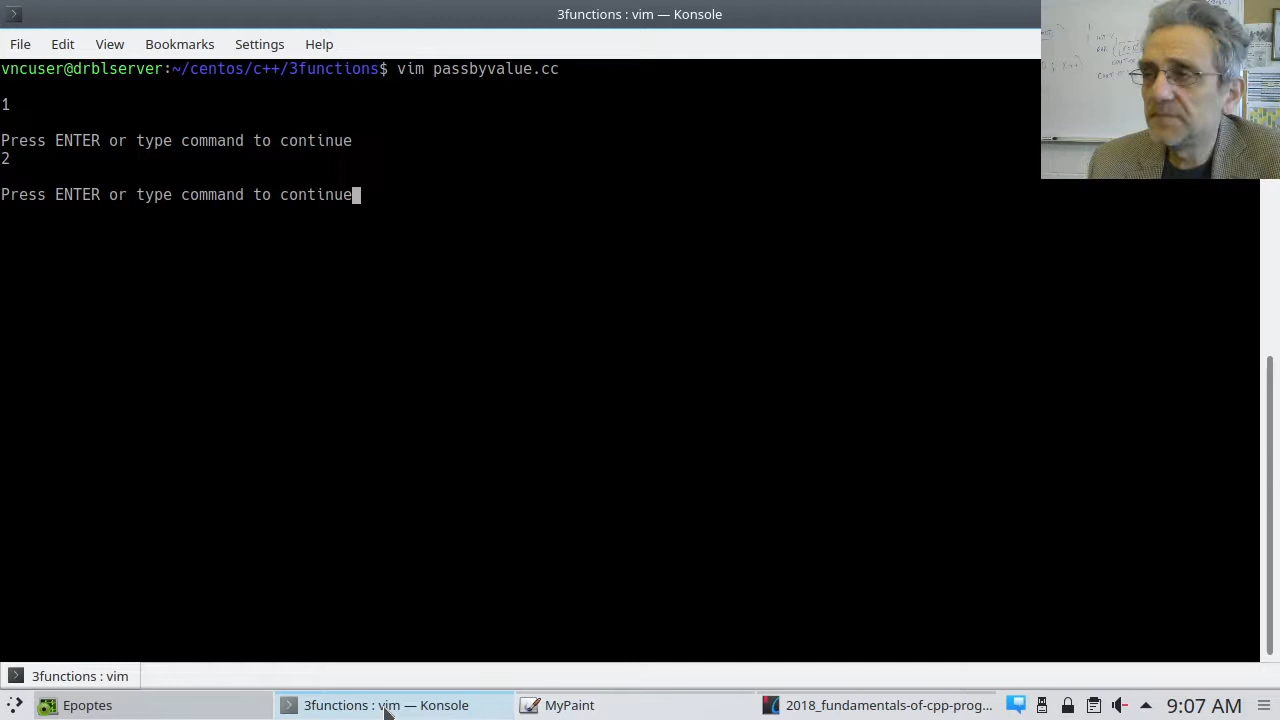 3functions : vim — Konsole
File Edit View Bookmarks Settings Help
vncuser@drblserver:~/centos/c++/3functions$ vim passbyvalue.cc
1
Press ENTER or type command to continue
2
Press ENTER or type command to continue
3functions : vim
Epoptes 3functions : vim — Konsole MyPaint 2018_fundamentals-of-cpp-prog... 9:07 AM